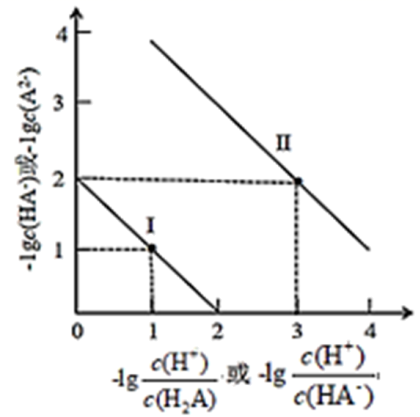 4
3
2
1
0
-lgc(HA⁻)或-lgc(A²⁻)
I
II
0 1 2 3 4
-lg c(H⁺)/c(H₂A) 或 -lg c(H⁺)/c(HA⁻)